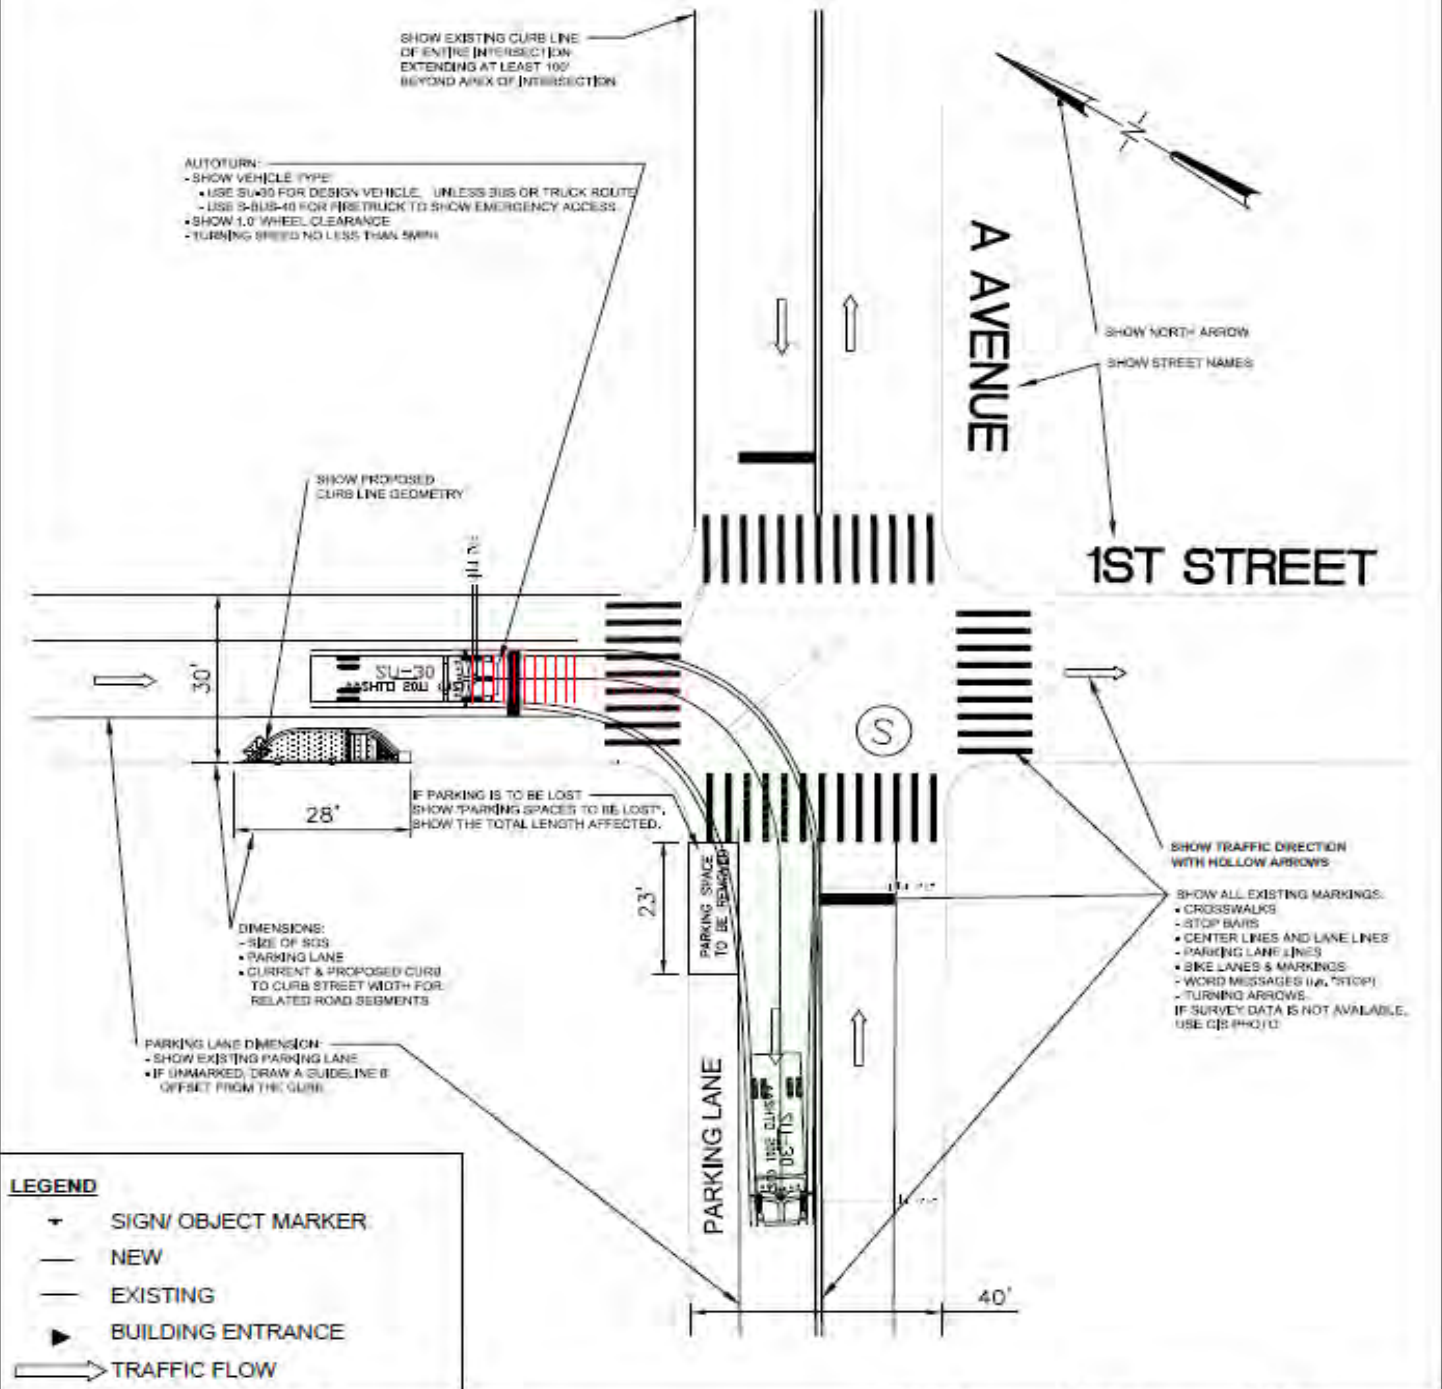 SHOW EXISTING CURB LINE
OF ENTIRE INTERSECTION
EXTENDING AT LEAST 100'
BEYOND APEX OF INTERSECTION
AUTOTURN:
- SHOW VEHICLE TYPE
• USE SU-30 FOR DESIGN VEHICLE, UNLESS BUS OR TRUCK ROUTE
- USE S-BUS-40 FOR FIRETRUCK TO SHOW EMERGENCY ACCESS
• SHOW 1.0' WHEEL CLEARANCE
- TURNING SPEED NO LESS THAN 5MPH
N
A AVENUE
SHOW NORTH ARROW
SHOW STREET NAMES
SHOW PROPOSED
CURB LINE GEOMETRY
1ST STREET
30'
SU-30
S
28'
IF PARKING IS TO BE LOST
SHOW "PARKING SPACES TO BE LOST",
SHOW THE TOTAL LENGTH AFFECTED.
23'
PARKING SPACE
TO BE REMOVED
SHOW TRAFFIC DIRECTION
WITH HOLLOW ARROWS
SHOW ALL EXISTING MARKINGS:
• CROSSWALKS
- STOP BARS
• CENTER LINES AND LANE LINES
- PARKING LANE LINES
• BIKE LANES & MARKINGS
- WORD MESSAGES (i.e. "STOP)
- TURNING ARROWS
IF SURVEY DATA IS NOT AVAILABLE,
USE GIS PHOTO
DIMENSIONS:
- SIZE OF SGS
• PARKING LANE
• CURRENT & PROPOSED CURB
TO CURB STREET WIDTH FOR
RELATED ROAD SEGMENTS
PARKING LANE DIMENSION:
- SHOW EXISTING PARKING LANE
• IF UNMARKED, DRAW A GUIDELINE 8'
OFFSET FROM THE CURB
PARKING LANE
SU-30
40'
LEGEND
SIGN/ OBJECT MARKER
NEW
EXISTING
BUILDING ENTRANCE
TRAFFIC FLOW